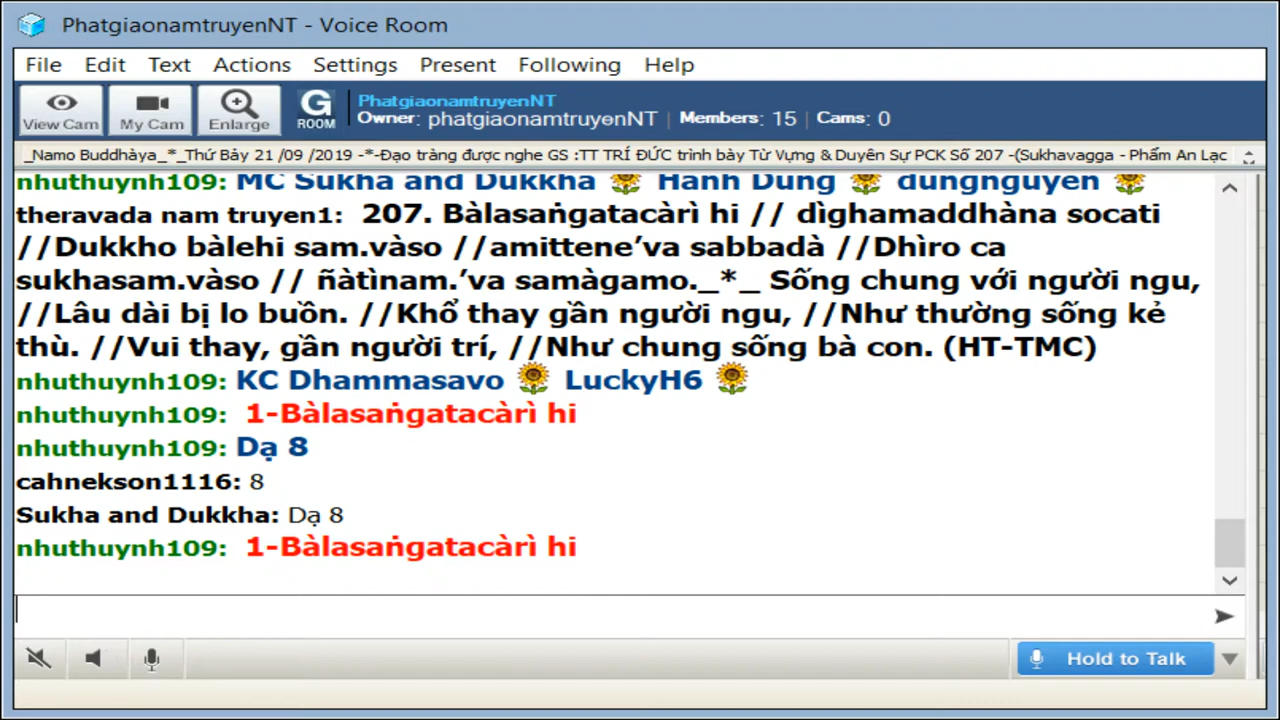 PhatgiaonamtruyenNT - Voice Room
File Edit Text Actions Settings Present Following Help
View Cam My Cam Enlarge G ROOM
PhatgiaonamtruyenNT
Owner: phatgiaonamtruyenNT | Members: 15 | Cams: 0
_Namo Buddhàya_*_Thứ Bảy 21 /09 /2019 -*-Đạo tràng được nghe GS :TT TRÍ ĐỨC trình bày Từ Vựng & Duyên Sự PCK Số 207 -(Sukhavagga - Phẩm An Lạc
nhuthuynh109: MC Sukha and Dukkha Hanh Dung dungnguyen
theravada nam truyen1: 207. Bàlasaṅgatacàrì hi // dìghamaddhàna socati
//Dukkho bàlehi sam.vàso //amittene’va sabbadà //Dhìro ca
sukhasam.vàso // ñàtìnam.’va samàgamo._*_ Sống chung với người ngu,
//Lâu dài bị lo buồn. //Khổ thay gần người ngu, //Như thường sống kẻ
thù. //Vui thay, gần người trí, //Như chung sống bà con. (HT-TMC)
nhuthuynh109: KC Dhammasavo LuckyH6
nhuthuynh109: 1-Bàlasaṅgatacàrì hi
nhuthuynh109: Dạ 8
cahnekson1116: 8
Sukha and Dukkha: Dạ 8
nhuthuynh109: 1-Bàlasaṅgatacàrì hi
Hold to Talk